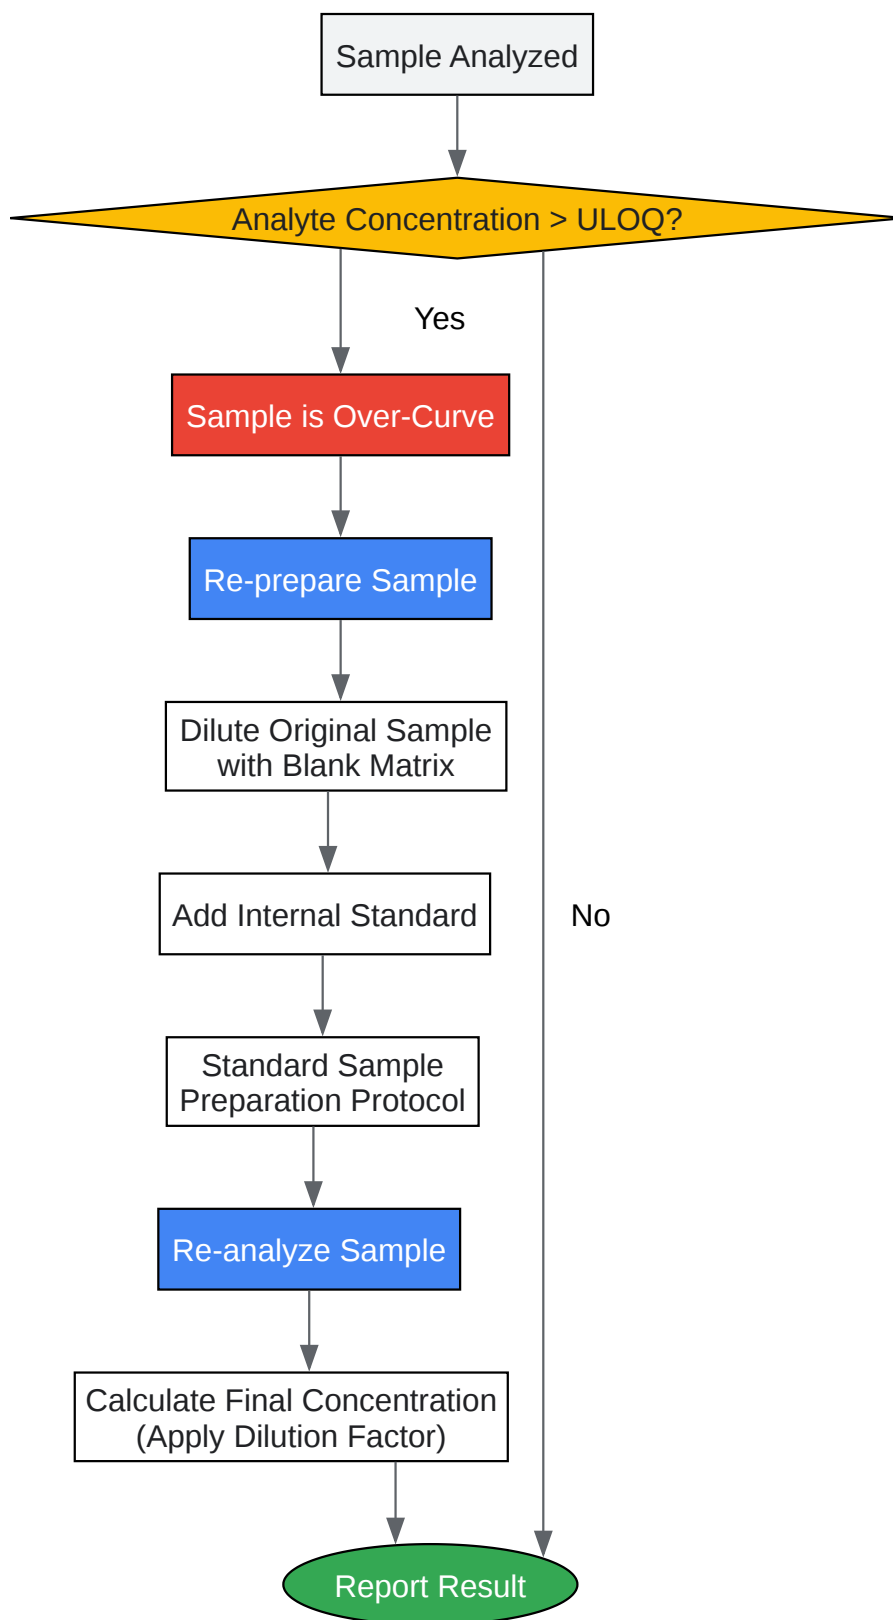 Sample Analyzed
Analyte Concentration > ULOQ?
Yes
Sample is Over-Curve
Re-prepare Sample
Dilute Original Sample
with Blank Matrix
Add Internal Standard
No
Standard Sample
Preparation Protocol
Re-analyze Sample
Calculate Final Concentration
(Apply Dilution Factor)
Report Result